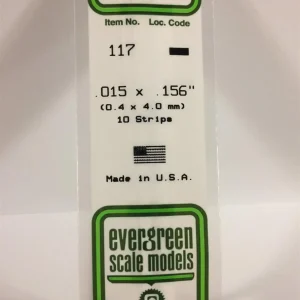 Item No. Loc. Code
117
.015 x .156"
(0.4 x 4.0 mm)
10 Strips
Made in U.S.A.
evergreen
scale models